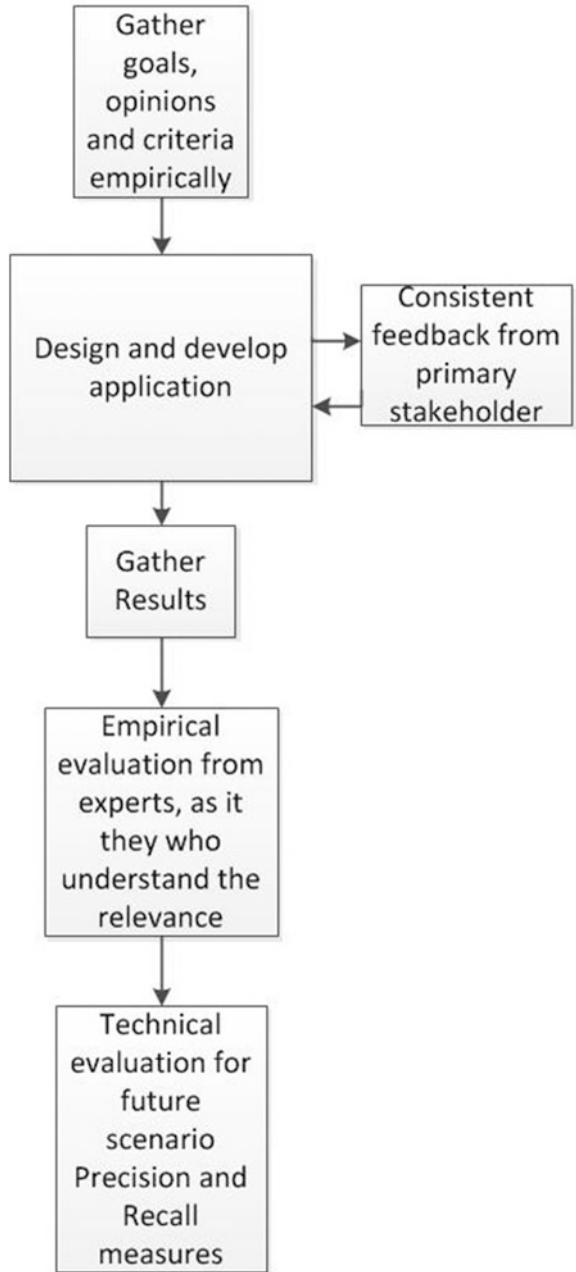 Gather
goals,
opinions
and criteria
empirically
Design and develop
application
Consistent
feedback from
primary
stakeholder
Gather
Results
Empirical
evaluation from
experts, as it
they who
understand the
relevance
Technical
evaluation for
future
scenario
Precision and
Recall
measures